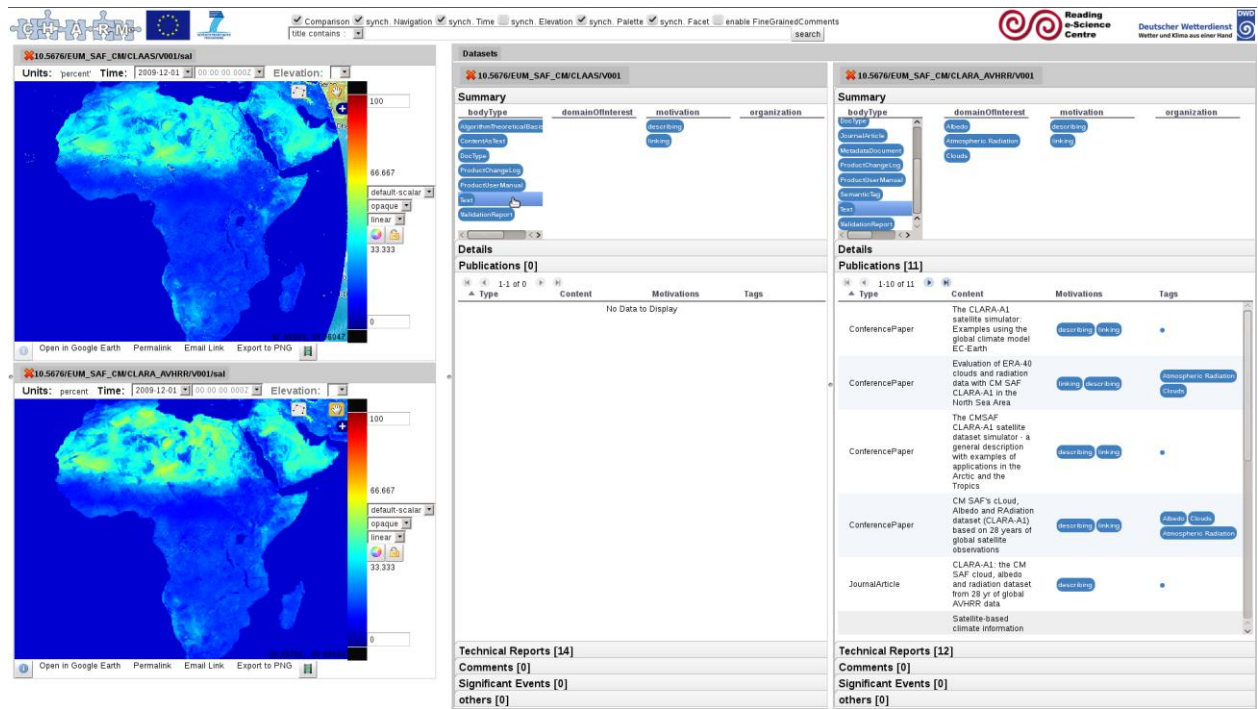 C-H-A-R-M-
Comparison synch. Navigation synch. Time synch. Elevation synch. Palette synch. Facet enable FineGrainedComments
title contains :
search
Reading
e-Science
Centre
Deutscher Wetterdienst
Wetter und Klima aus einer Hand
DWD
10.5676/EUM_SAF_CM/CLAAS/V001/sal
Units: 'percent' Time: 2009-12-01 00:00:00.000Z Elevation:
100
66.667
default-scalar
opaque
linear
33.333
0
Open in Google Earth Permalink Email Link Export to PNG
10.5676/EUM_SAF_CM/CLARA_AVHRR/V001/sal
Units: percent Time: 2009-12-01 00:00:00.000Z Elevation:
100
66.667
default-scalar
opaque
linear
33.333
0
Open in Google Earth Permalink Email Link Export to PNG
Datasets
10.5676/EUM_SAF_CM/CLAAS/V001
Summary
bodyType domainOfInterest motivation organization
AlgorithmTheoreticalBasis
ContentAsText
DocType
ProductChangeLog
ProductUserManual
Text
ValidationReport
describing
linking
Details
Publications [0]
1-1 of 0
Type Content Motivations Tags
No Data to Display
Technical Reports [14]
Comments [0]
Significant Events [0]
others [0]
10.5676/EUM_SAF_CM/CLARA_AVHRR/V001
Summary
bodyType domainOfInterest motivation organization
DocType
JournalArticle
MetadataDocument
ProductChangeLog
ProductUserManual
SemanticTag
Text
ValidationReport
Albedo
Atmospheric Radiation
Clouds
describing
linking
Details
Publications [11]
1-10 of 11
Type Content Motivations Tags
The CLARA-A1
satellite simulator:
ConferencePaper Examples using the describing linking
global climate model
EC-Earth
Evaluation of ERA-40
clouds and radiation Atmospheric Radiation
ConferencePaper data with CM SAF linking describing
CLARA-A1 in the Clouds
North Sea Area
The CMSAF
CLARA-A1 satellite
dataset simulator - a
general description
ConferencePaper with examples of describing linking
applications in the
Arctic and the
Tropics
CM SAF's cLoud,
Albedo and RAdiation
dataset (CLARA-A1) Albedo Clouds
ConferencePaper based on 28 years of describing linking
global satellite Atmospheric Radiation
observations
CLARA-A1: the CM
SAF cloud, albedo
JournalArticle and radiation dataset describing
from 28 yr of global
AVHRR data
Satellite-based
climate information
Technical Reports [12]
Comments [0]
Significant Events [0]
others [0]